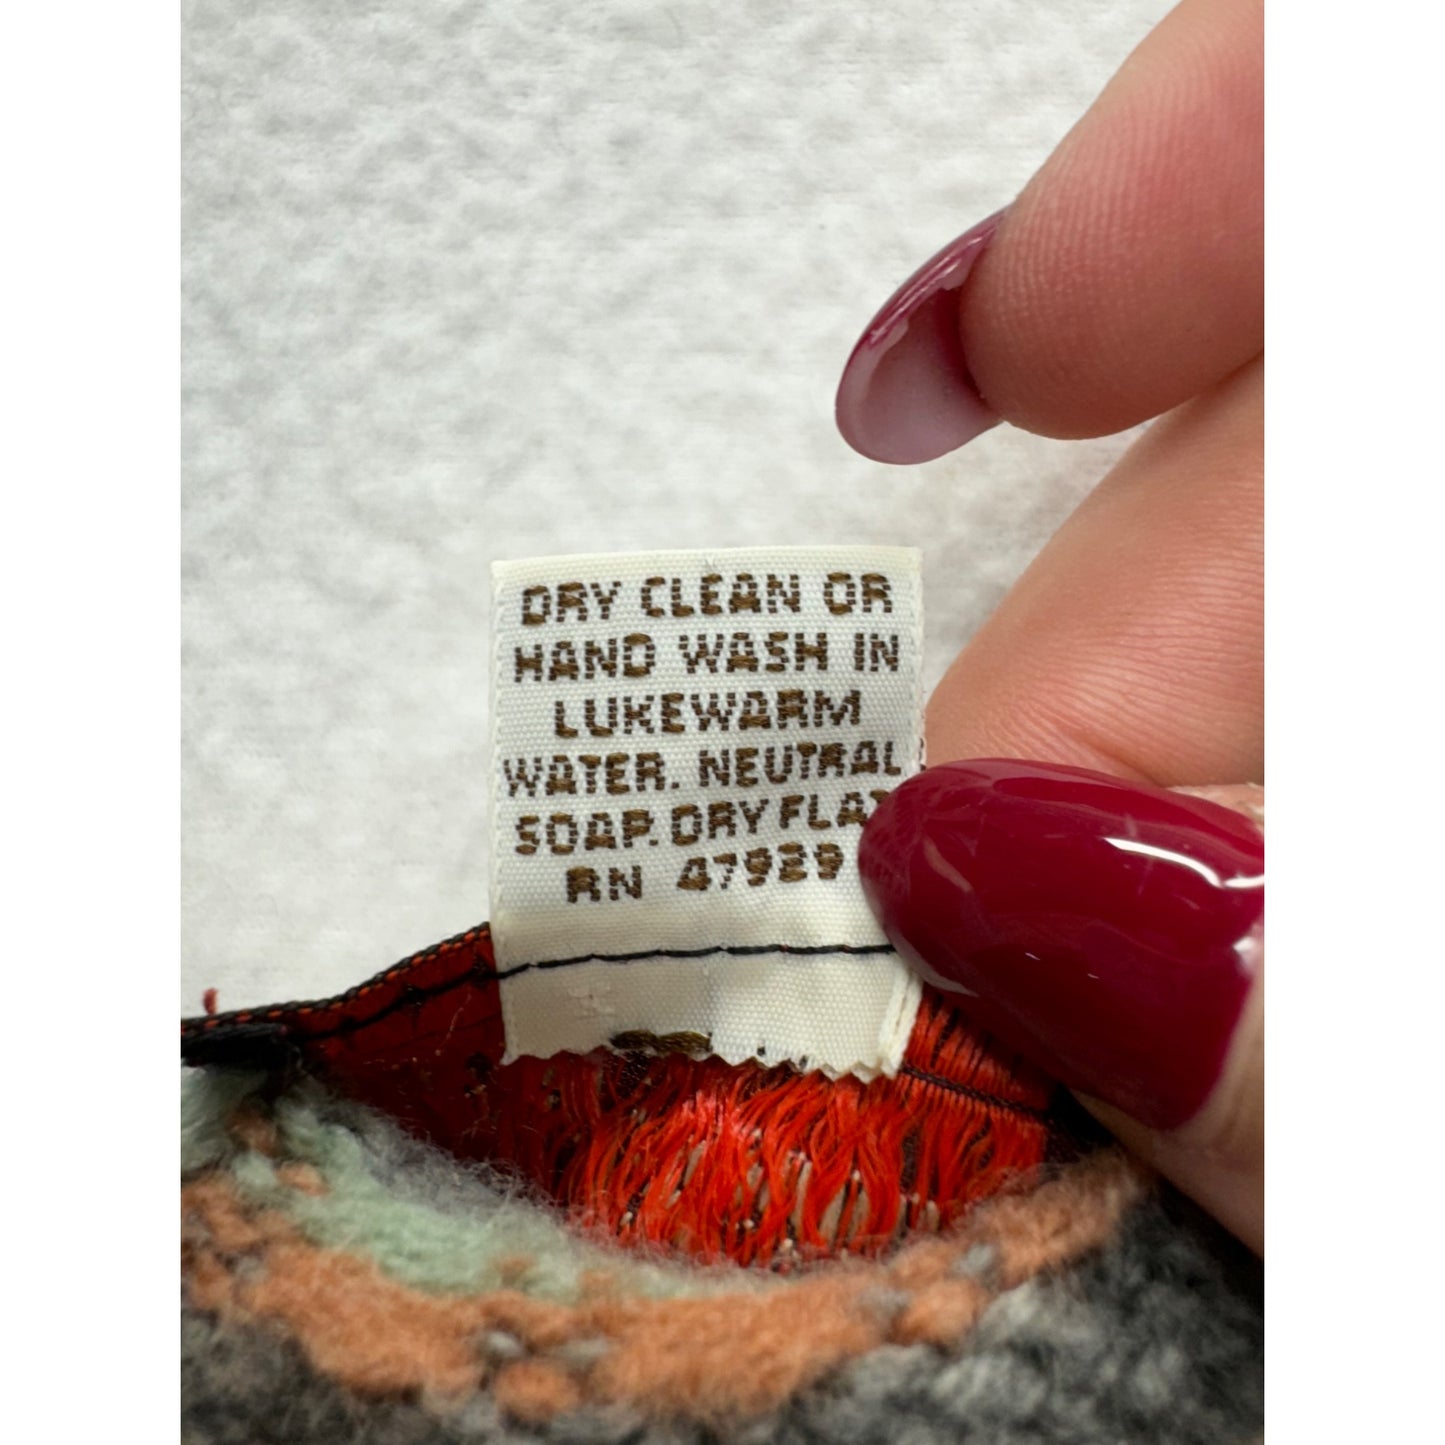 DRY CLEAN OR
HAND WASH IN
LUKEWARM
WATER. NEUTRAL
SOAP. DRY FLAT
RN 47929